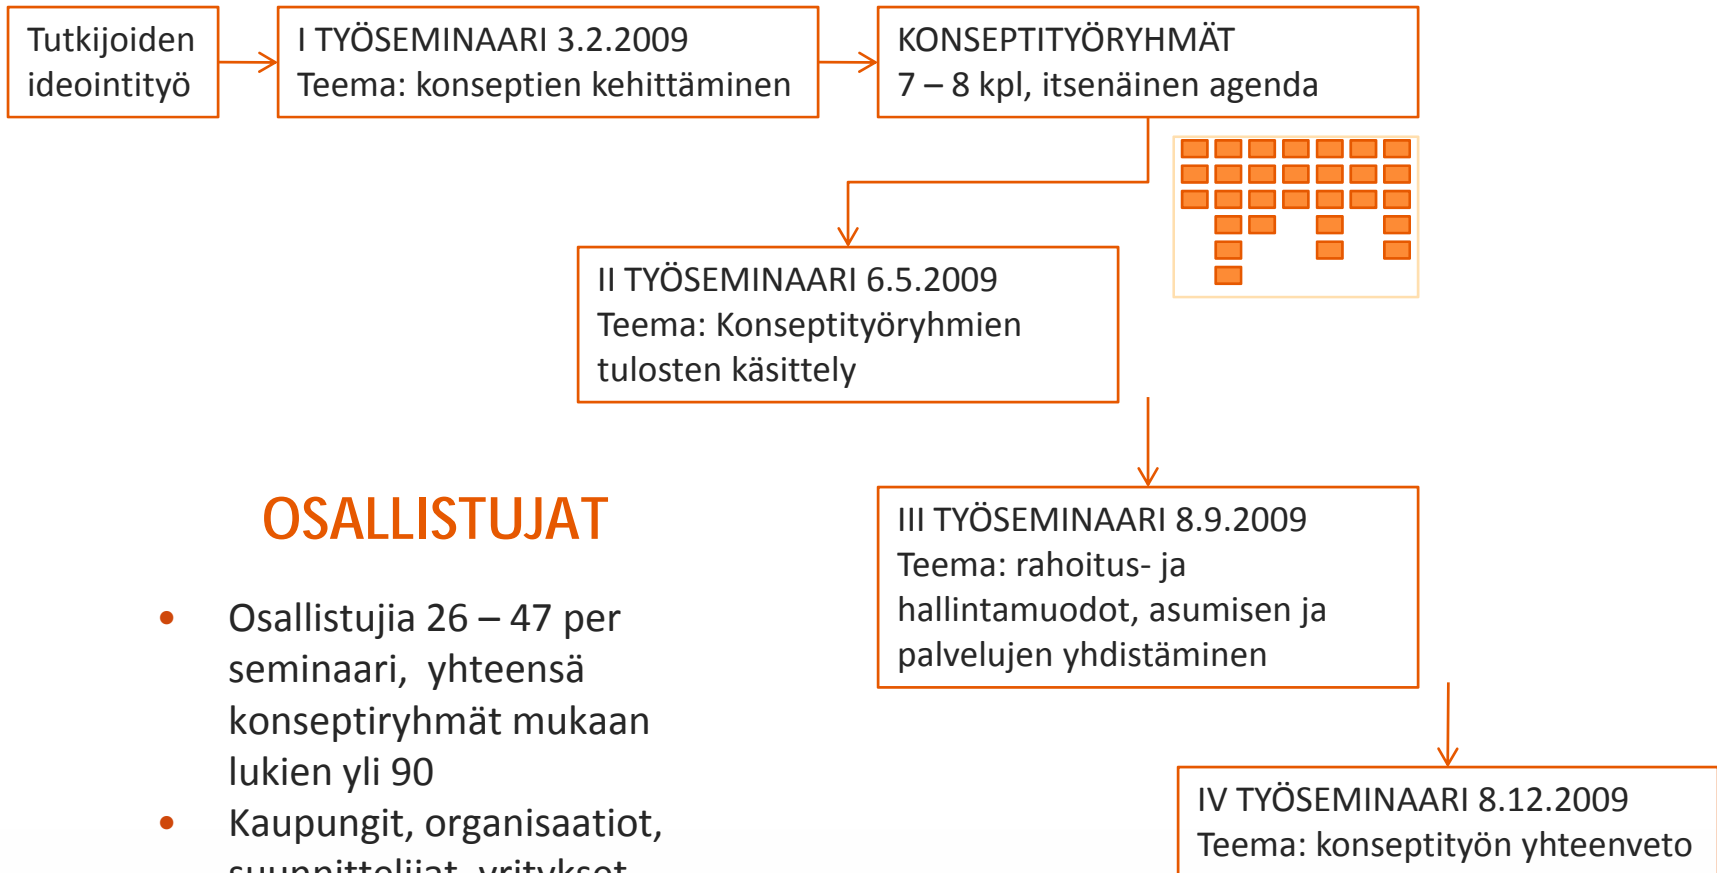 Tutkijoiden
ideointityö
I TYÖSEMINAARI 3.2.2009
Teema: konseptien kehittäminen
KONSEPTITYÖRYHMÄT
7 – 8 kpl, itsenäinen agenda
II TYÖSEMINAARI 6.5.2009
Teema: Konseptityöryhmien
tulosten käsittely
III TYÖSEMINAARI 8.9.2009
Teema: rahoitus- ja
hallintamuodot, asumisen ja
palvelujen yhdistäminen
IV TYÖSEMINAARI 8.12.2009
Teema: konseptityön yhteenveto
OSALLISTUJAT
• Osallistujia 26 – 47 per
seminaari, yhteensä
konseptiryhmät mukaan
lukien yli 90
• Kaupungit, organisaatiot,
suunnittelijat, yritykset